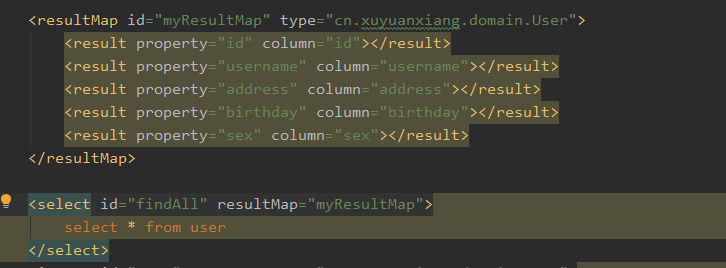 <resultMap id="myResultMap" type="cn.xuyuanxiang.domain.User">
<result property="id" column="id"></result>
<result property="username" column="username"></result>
<result property="address" column="address"></result>
<result property="birthday" column="birthday"></result>
<result property="sex" column="sex"></result>
</resultMap>
<select id="findAll" resultMap="myResultMap">
select * from user
</select>